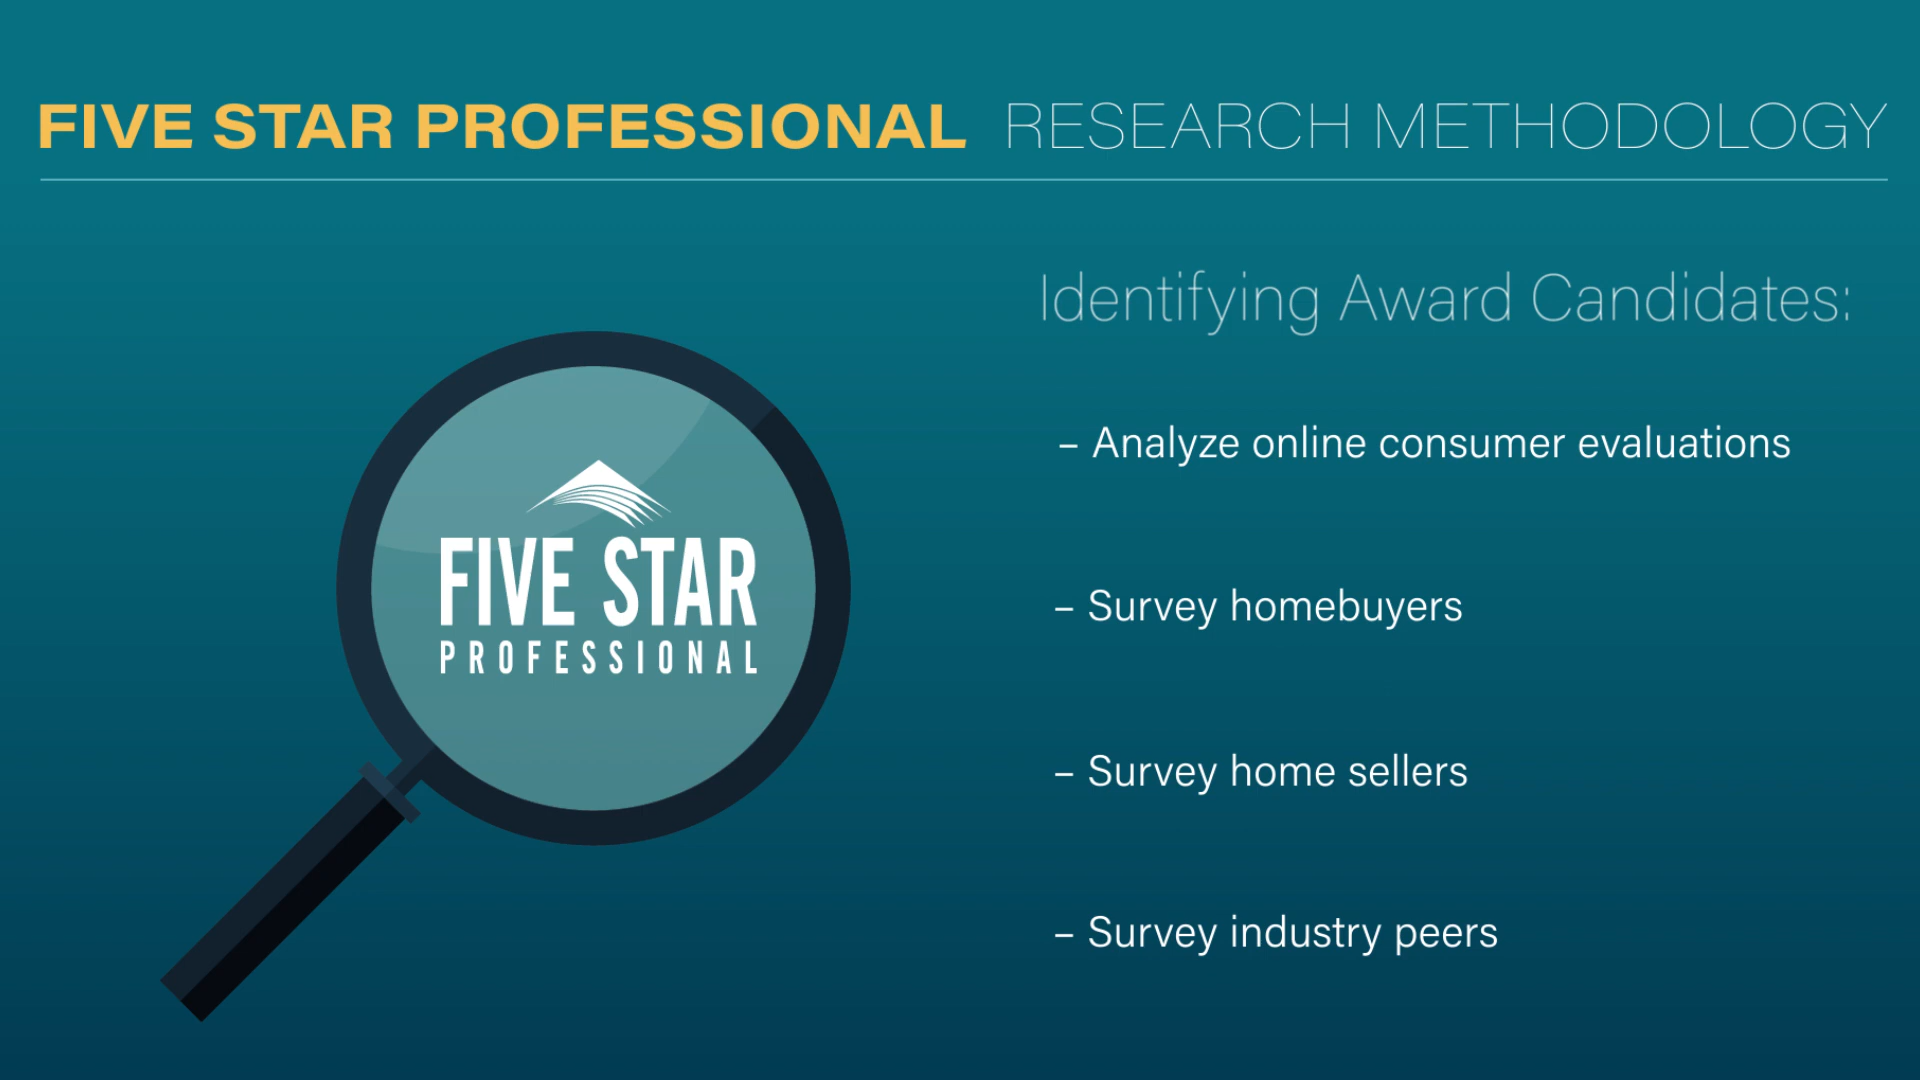 FIVE STAR PROFESSIONAL RESEARCH METHODOLOGY
Identifying Award Candidates:
– Analyze online consumer evaluations
– Survey homebuyers
– Survey home sellers
– Survey industry peers
FIVE STAR
PROFESSIONAL